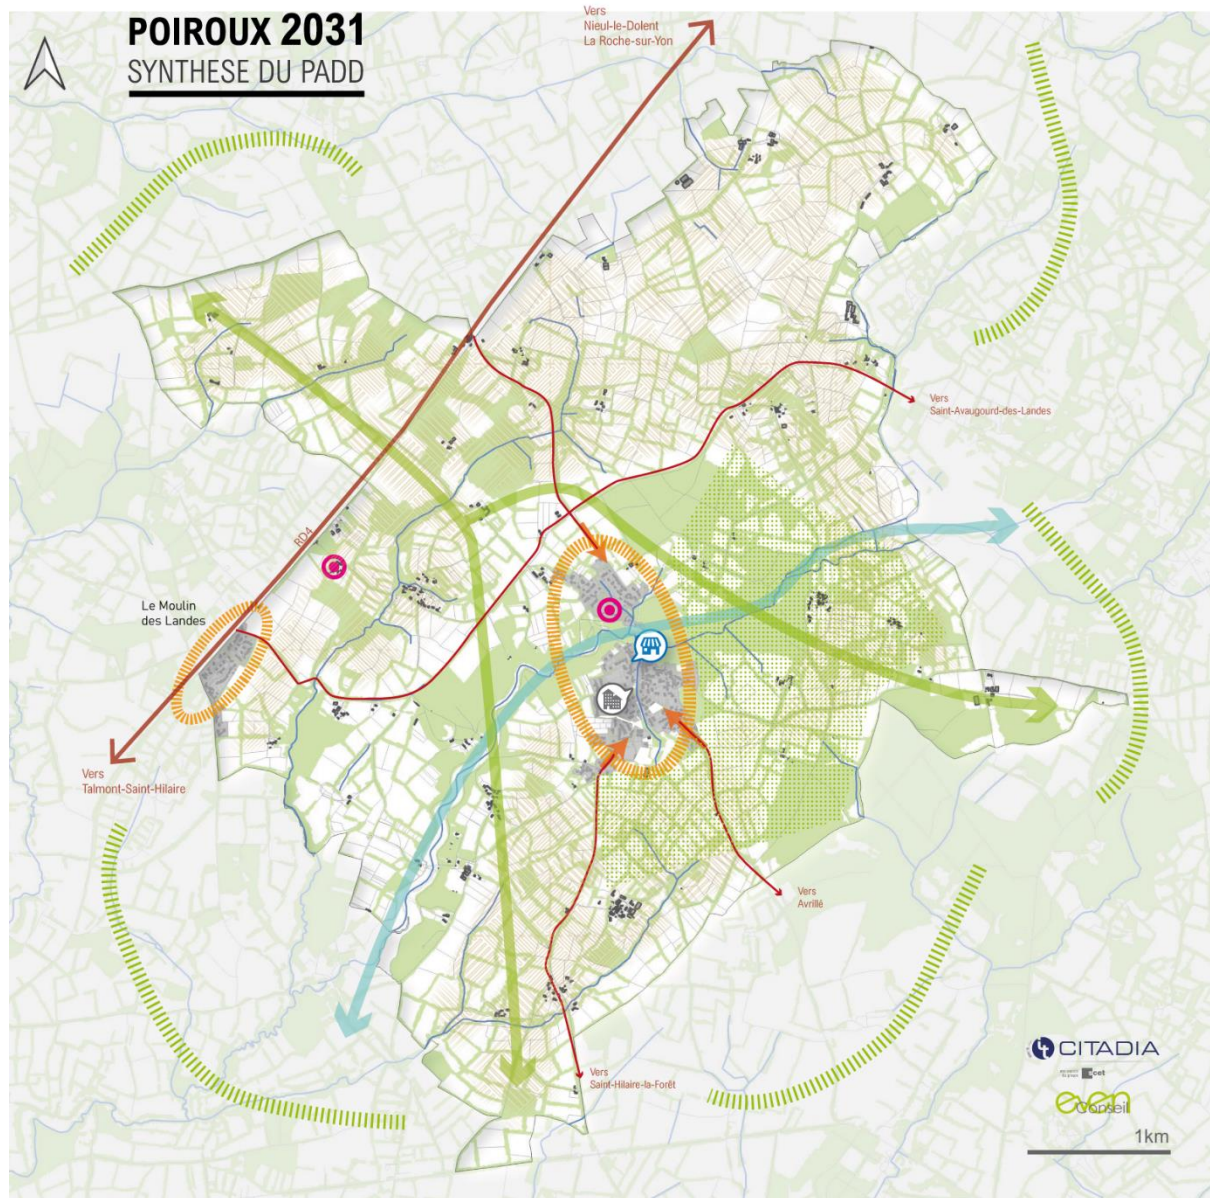 POIROUX 2031
SYNTHESE DU PADD
Vers
Nieul-le-Dolent
La Roche-sur-Yon
Vers
Saint-Avaugourd-des-Landes
RD4
Le Moulin
des Landes
Vers
Talmont-Saint-Hilaire
Vers
Avrillé
Vers
Saint-Hilaire-la-Forêt
CITADIA
cet
even
Conseil
1km